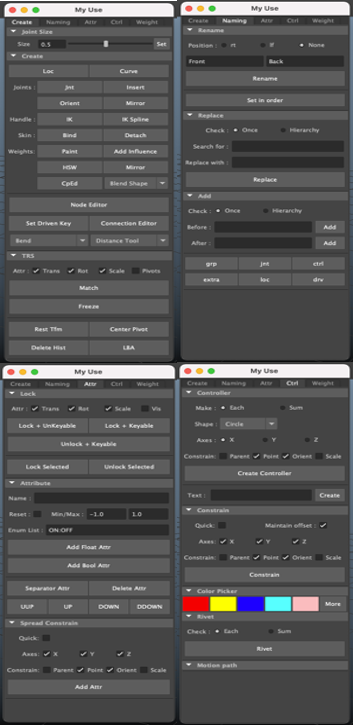 My Use
Create Naming Attr Ctrl Weight
Joint Size
Size 0.5 Set
Create
Loc Curve
Joints : Jnt Insert
Orient Mirror
Handle : IK IK Spline
Skin : Bind Detach
Weights: Paint Add Influence
HSW Mirror
CpEd Blend Shape
Node Editor
Set Driven Key Connection Editor
Bend Distance Tool
TRS
Attr : Trans Rot Scale Pivots
Match
Freeze
Rest Tfm Center Pivot
Delete Hist LBA
My Use
Create Naming Attr Ctrl Weight
Rename
Position : rt lf None
Front Back
Rename
Set in order
Replace
Check : Once Hierarchy
Search for :
Replace with :
Replace
Add
Check : Once Hierarchy
Before : Add
After : Add
grp jnt ctrl
extra loc drv
My Use
Create Naming Attr Ctrl Weight
Lock
Attr : Trans Rot Scale Vis
Lock + UnKeyable Lock + Keyable
Unlock + Keyable
Lock Selected Unlock Selected
Attribute
Name :
Reset : Min/Max : -1.0 1.0
Enum List : ON:OFF
Add Float Attr
Add Bool Attr
Separator Attr Delete Attr
UUP UP DOWN DDOWN
Spread Constrain
Quick:
Axes: X Y Z
Constrain: Parent Point Orient Scale
Add Attr
My Use
Create Naming Attr Ctrl Weight
Controller
Make : Each Sum
Shape : Circle
Axes : X Y Z
Constrain: Parent Point Orient Scale
Create Controller
Text : Create
Constrain
Quick: Maintain offset :
Axes: X Y Z
Constrain: Parent Point Orient Scale
Constrain
Color Picker
More
Rivet
Check : Each Sum
Rivet
Motion path